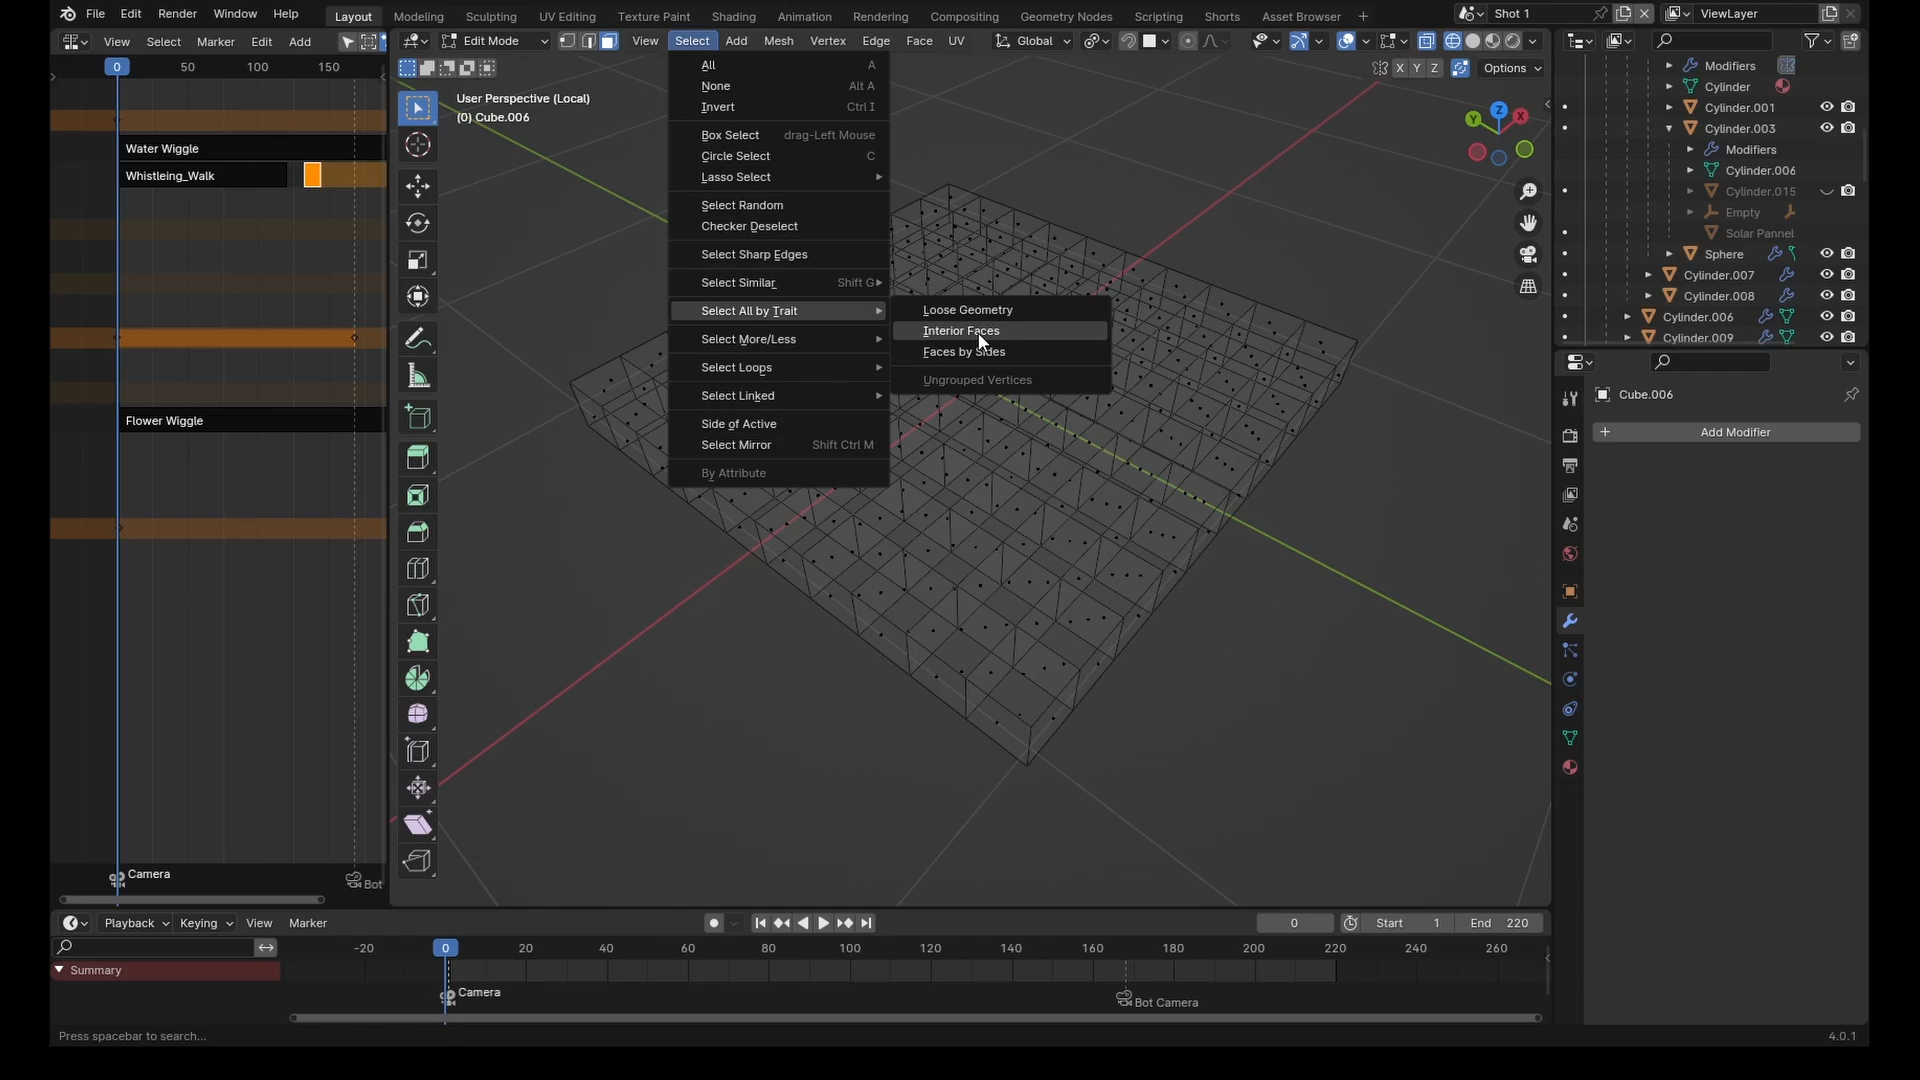 File Edit Render Window Help
Layout Modeling Sculpting UV Editing Texture Paint Shading Animation Rendering Compositing Geometry Nodes Scripting Shorts Asset Browser +
Shot 1
ViewLayer
View Select Marker Edit Add
Edit Mode View Select Add Mesh Vertex Edge Face UV
Global
0 50 100 150
X Y Z
Options
User Perspective (Local)
(0) Cube.006
All A
None Alt A
Invert Ctrl I
Box Select drag-Left Mouse
Circle Select C
Lasso Select
Select Random
Checker Deselect
Select Sharp Edges
Select Similar Shift G
Select All by Trait
Select More/Less
Select Loops
Select Linked
Side of Active
Select Mirror Shift Ctrl M
By Attribute
Loose Geometry
Interior Faces
Faces by Sides
Ungrouped Vertices
Z
Y
X
Water Wiggle
Whistleing_Walk
Flower Wiggle
Camera
Bot
Modifiers
Cylinder
Cylinder.001
Cylinder.003
Modifiers
Cylinder.006
Cylinder.015
Empty
Solar Pannel
Sphere
Cylinder.007
Cylinder.008
Cylinder.006
Cylinder.009
Cube.006
+ Add Modifier
Playback Keying View Marker
0
Start 1
End 220
-20 0 20 40 60 80 100 120 140 160 180 200 220 240 260
Summary
Camera
Bot Camera
Press spacebar to search...
4.0.1